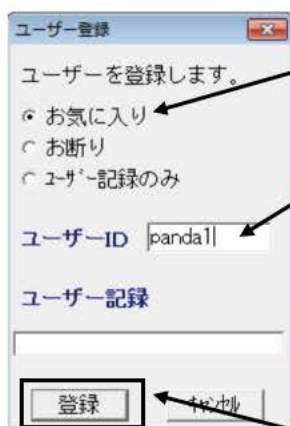 ユーザー登録
ユーザーを登録します。
お気に入り
お断り
ﾕｰｻﾞｰ記録のみ
ユーザーID panda1
ユーザー記録
登録 ｷｬﾝｾﾙ